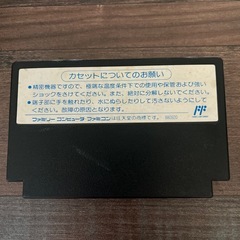 カセットについてのお願い
●精密機器ですので、極端な温度条件下での使用や保管および強い
ショックをさけてください。また、絶対に分解しないでください。
●端子部に手を触れたり、水にぬらしたりして汚さないようにして
ください。故障の原因となります。
ファミリーコンピュータ・ファミコンは任天堂の商標です。
FF